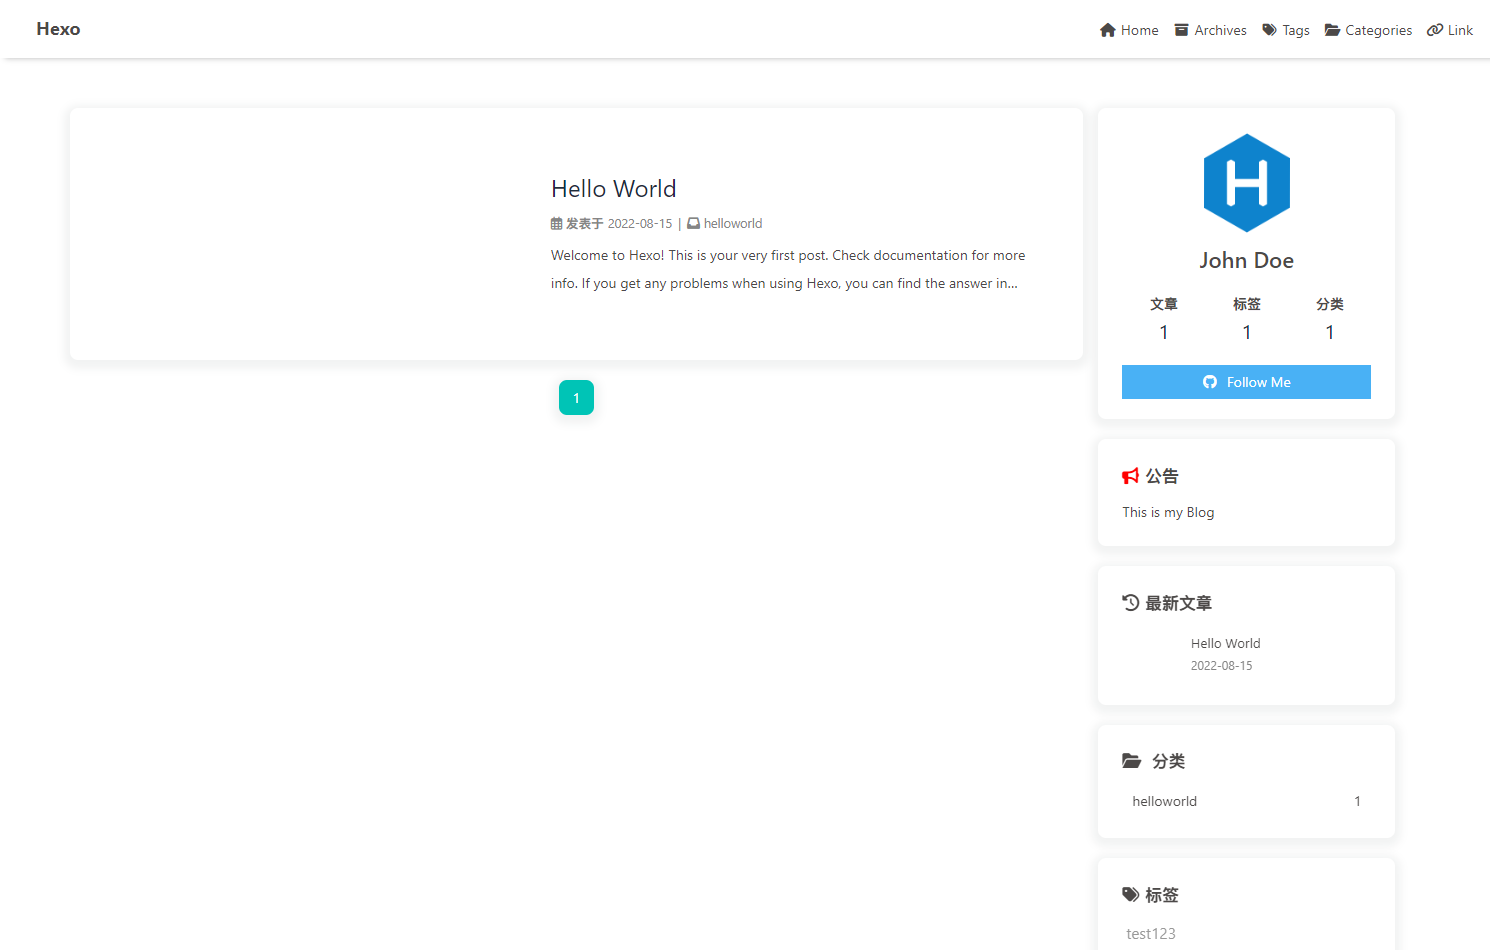 Hexo
Home Archives Tags Categories Link
Hello World
发表于 2022-08-15 | helloworld
Welcome to Hexo! This is your very first post. Check documentation for more
info. If you get any problems when using Hexo, you can find the answer in...
1
H
John Doe
文章 标签 分类
1 1 1
Follow Me
公告
This is my Blog
最新文章
Hello World
2022-08-15
分类
helloworld 1
标签
test123